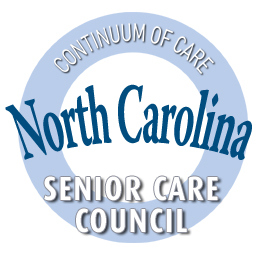 CONTINUUM OF CARE
North Carolina
SENIOR CARE
COUNCIL